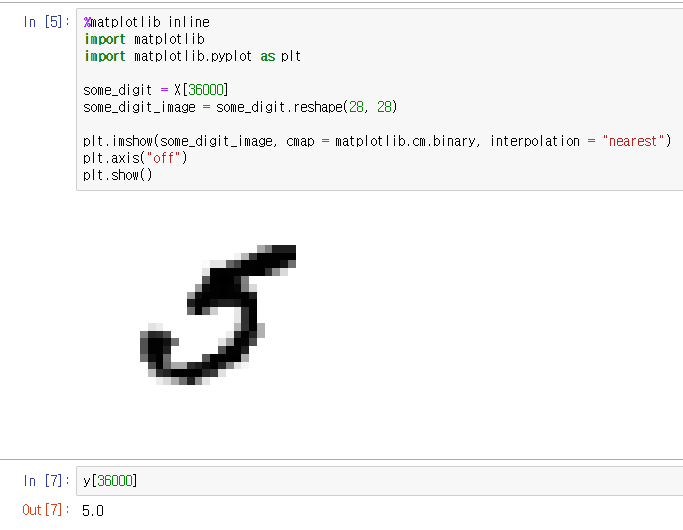 In [5]: %matplotlib inline
import matplotlib
import matplotlib.pyplot as plt

some_digit = X[36000]
some_digit_image = some_digit.reshape(28, 28)

plt.imshow(some_digit_image, cmap = matplotlib.cm.binary, interpolation = "nearest")
plt.axis("off")
plt.show()
5
In [7]: y[36000]
Out[7]: 5.0